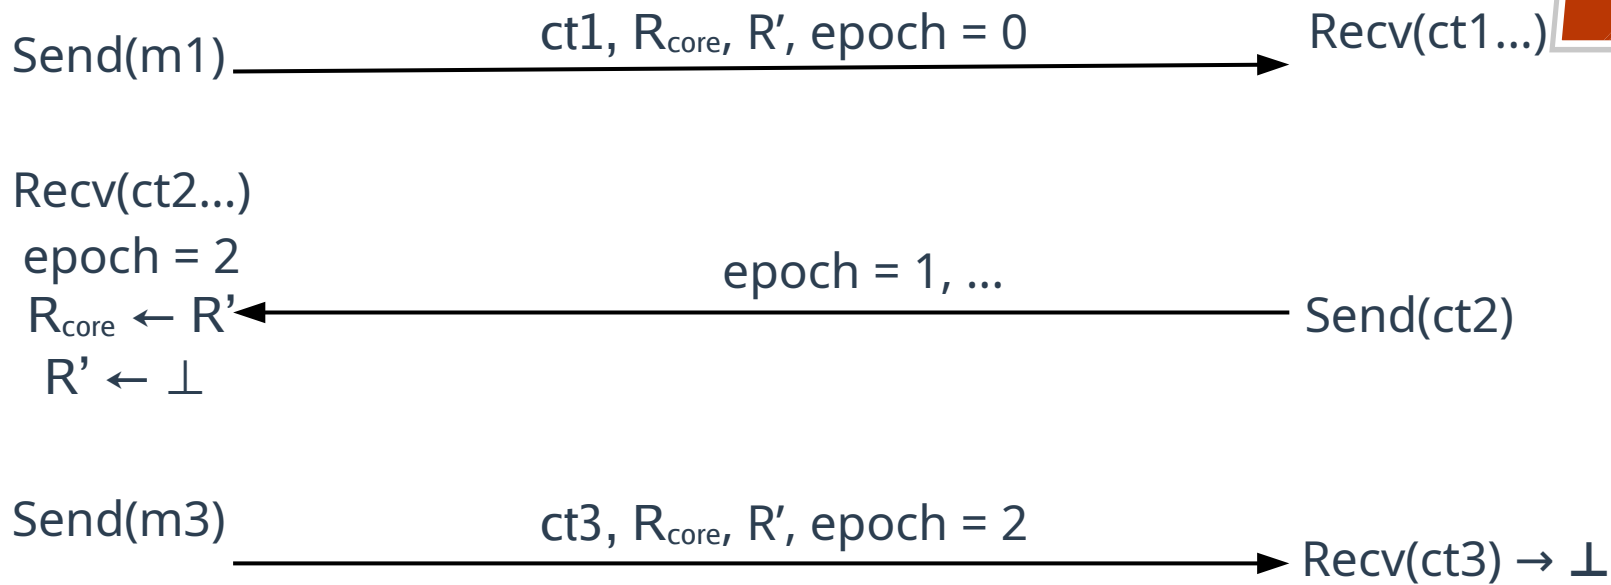 Send(m1)
ct1, Rcore, R’, epoch = 0
Recv(ct1...)
Recv(ct2...)
epoch = 2
Rcore ← R’
R’ ← ⊥
epoch = 1, ...
Send(ct2)
Send(m3)
ct3, Rcore, R’, epoch = 2
Recv(ct3) → ⊥